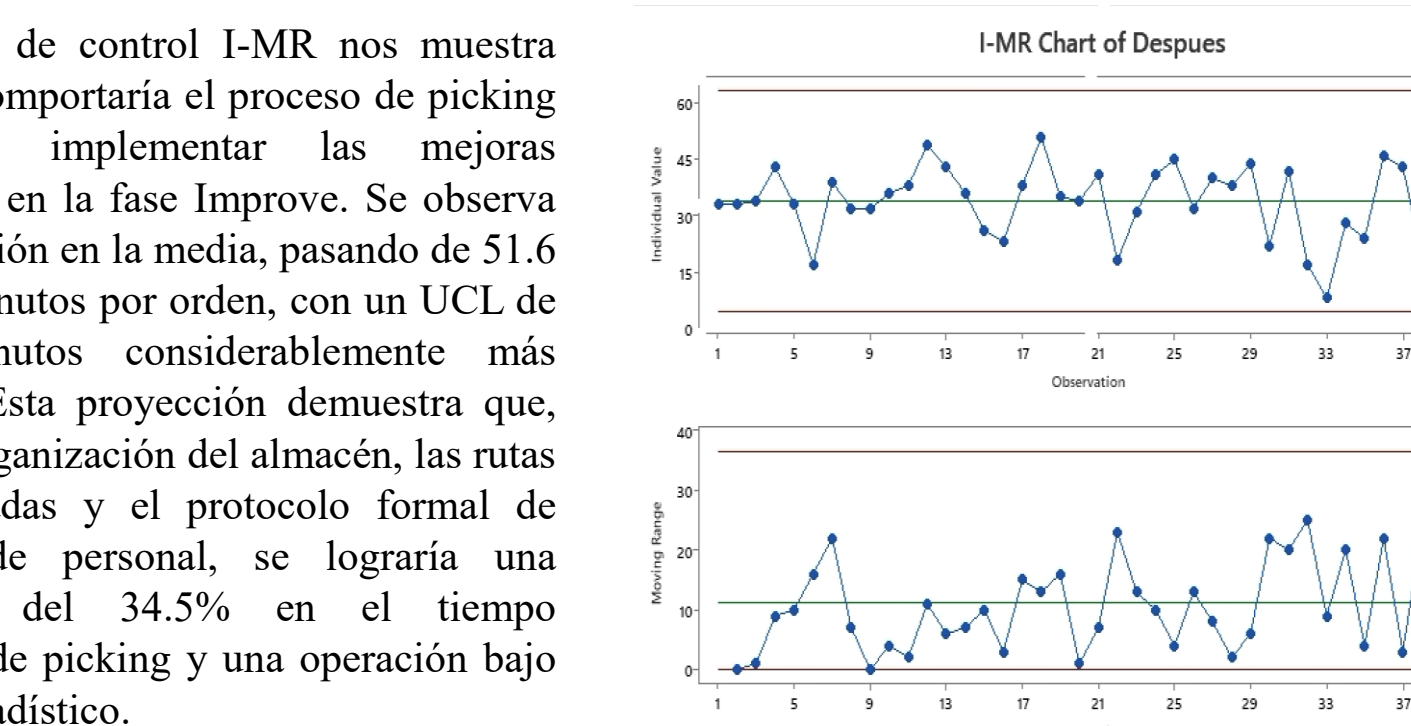 de control I-MR nos muestra
omportaría el proceso de picking
implementar las mejoras
en la fase Improve. Se observa
ión en la media, pasando de 51.6
nutos por orden, con un UCL de
nutos considerablemente más
Esta proyección demuestra que,
ganización del almacén, las rutas
das y el protocolo formal de
de personal, se lograría una
del 34.5% en el tiempo
de picking y una operación bajo
adístico.
I-MR Chart of Despues
Individual Value
60
45
30
15
0
1 5 9 13 17 21 25 29 33 37
Observation
Moving Range
40
30
20
10
0
1 5 9 13 17 21 25 29 33 37